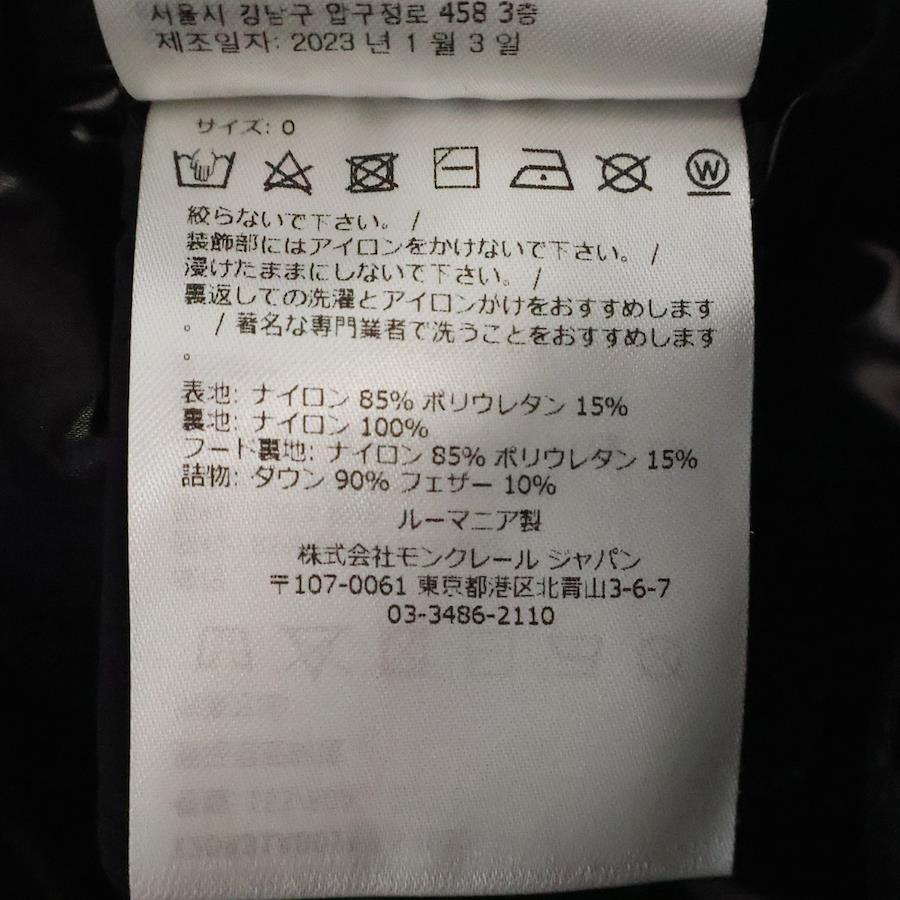 서울시 강남구 압구정로 458 3층
제조일자: 2023 년 1 월 3 일
サイズ: 0
W
絞らないで下さい。 /
装飾部にはアイロンをかけないで下さい。 /
浸けたままにしないで下さい。 /
裏返しての洗濯とアイロンがけをおすすめします
。 / 著名な専門業者で洗うことをおすすめします
。
表地: ナイロン 85% ポリウレタン 15%
裏地: ナイロン 100%
フード裏地: ナイロン 85% ポリウレタン 15%
詰物: ダウン 90% フェザー 10%
ルーマニア製
株式会社モンクレール ジャパン
〒107-0061 東京都港区北青山3-6-7
03-3486-2110